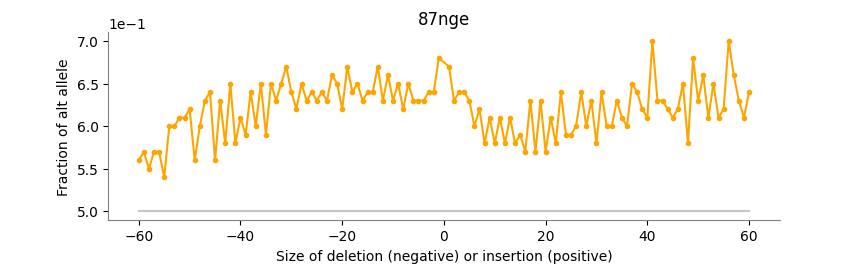 87nge
1e−1
7.0
6.5
6.0
5.5
5.0
Fraction of alt allele
−60 −40 −20 0 20 40 60
Size of deletion (negative) or insertion (positive)